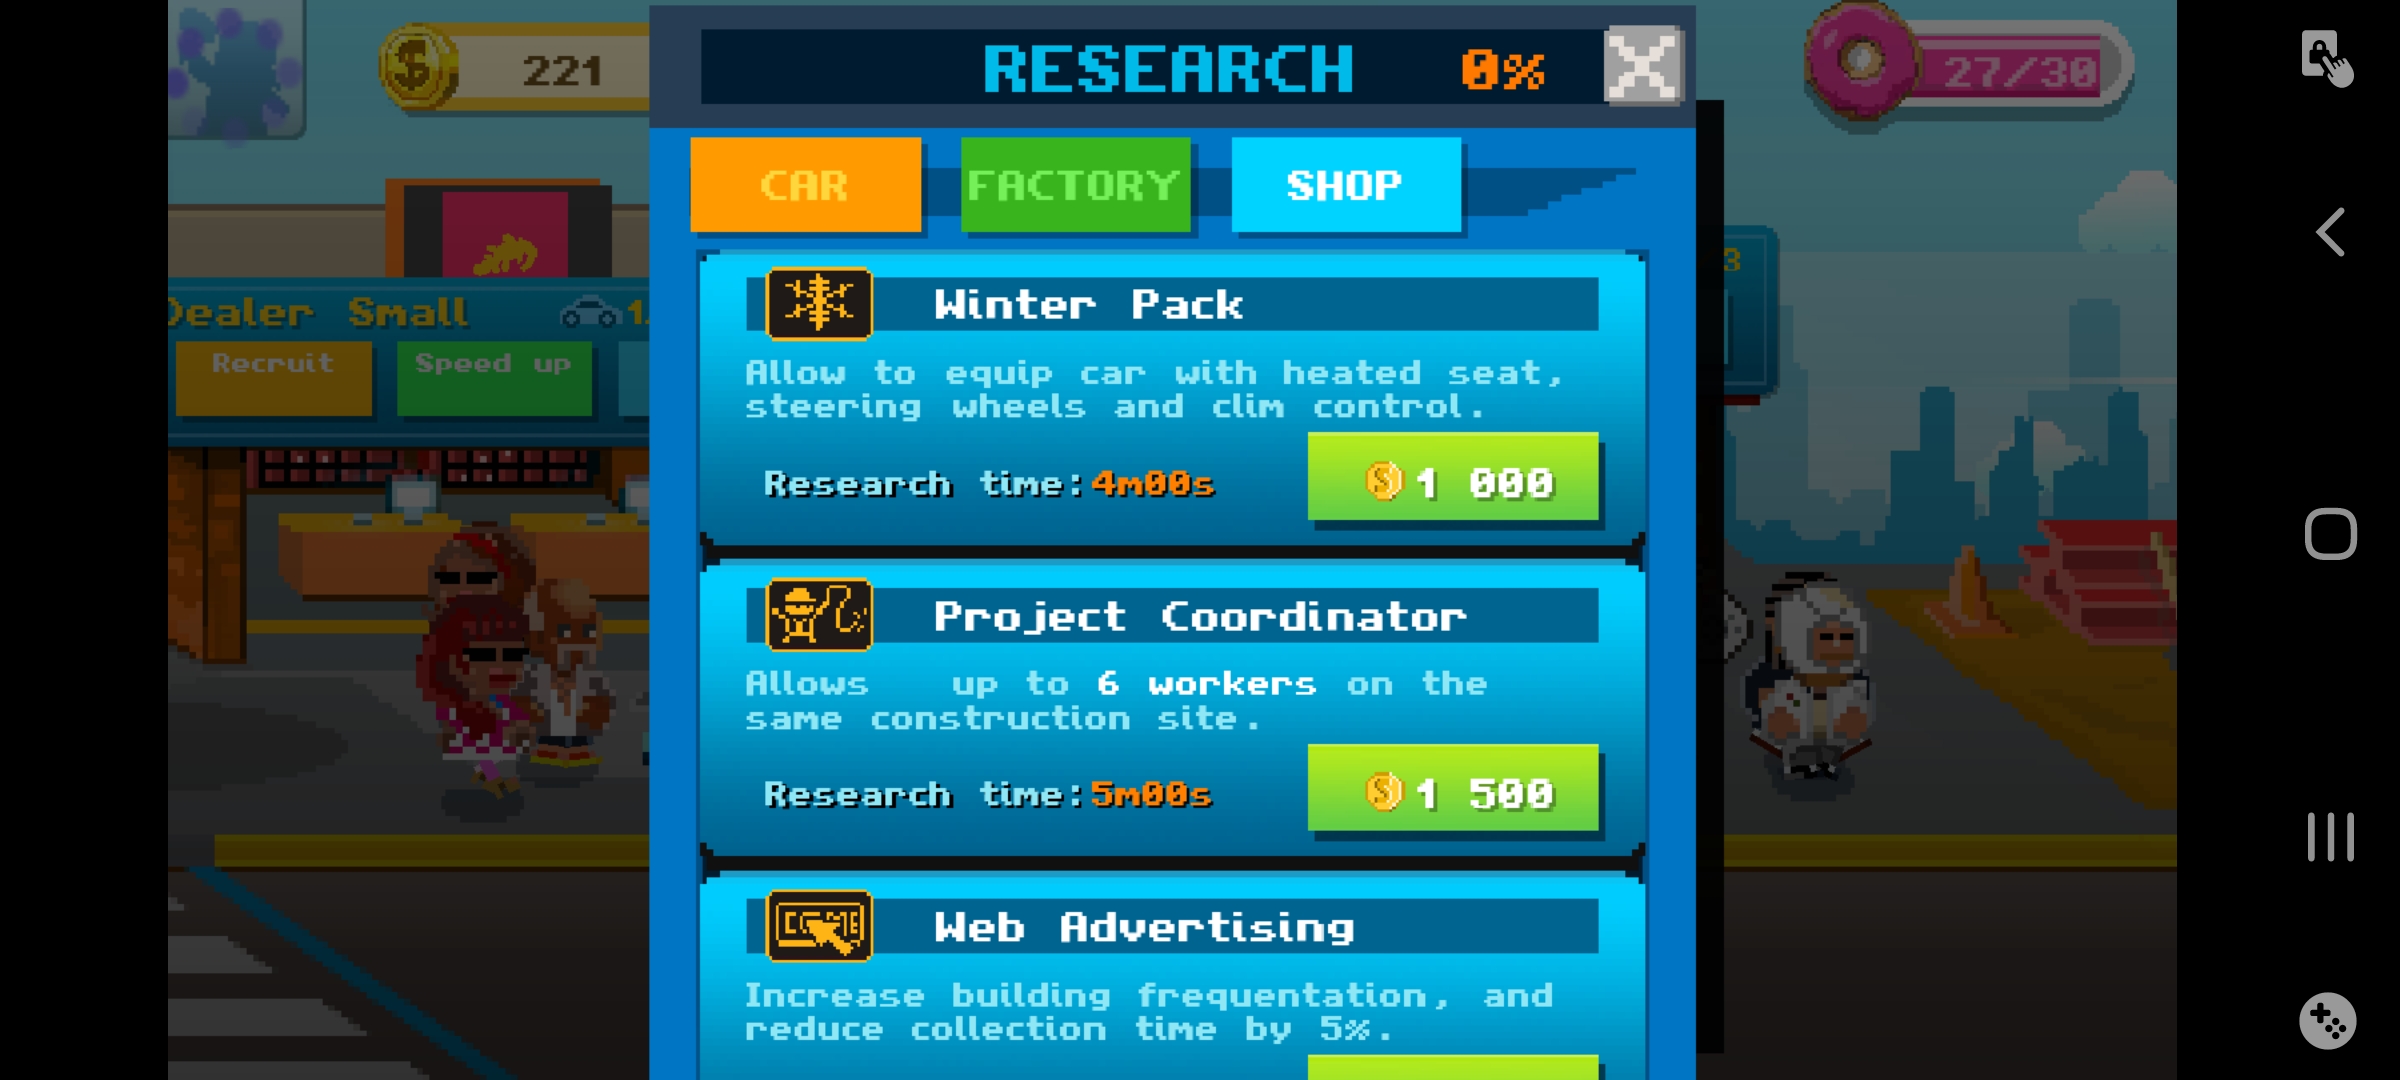 221
RESEARCH 0%
27/30
CAR FACTORY SHOP
Dealer Small
Recruit Speed up
Winter Pack
Allow to equip car with heated seat,
steering wheels and clim control.
Research time:4m00s
1 000
Project Coordinator
Allows up to 6 workers on the
same construction site.
Research time:5m00s
1 500
Web Advertising
Increase building frequentation, and
reduce collection time by 5%.